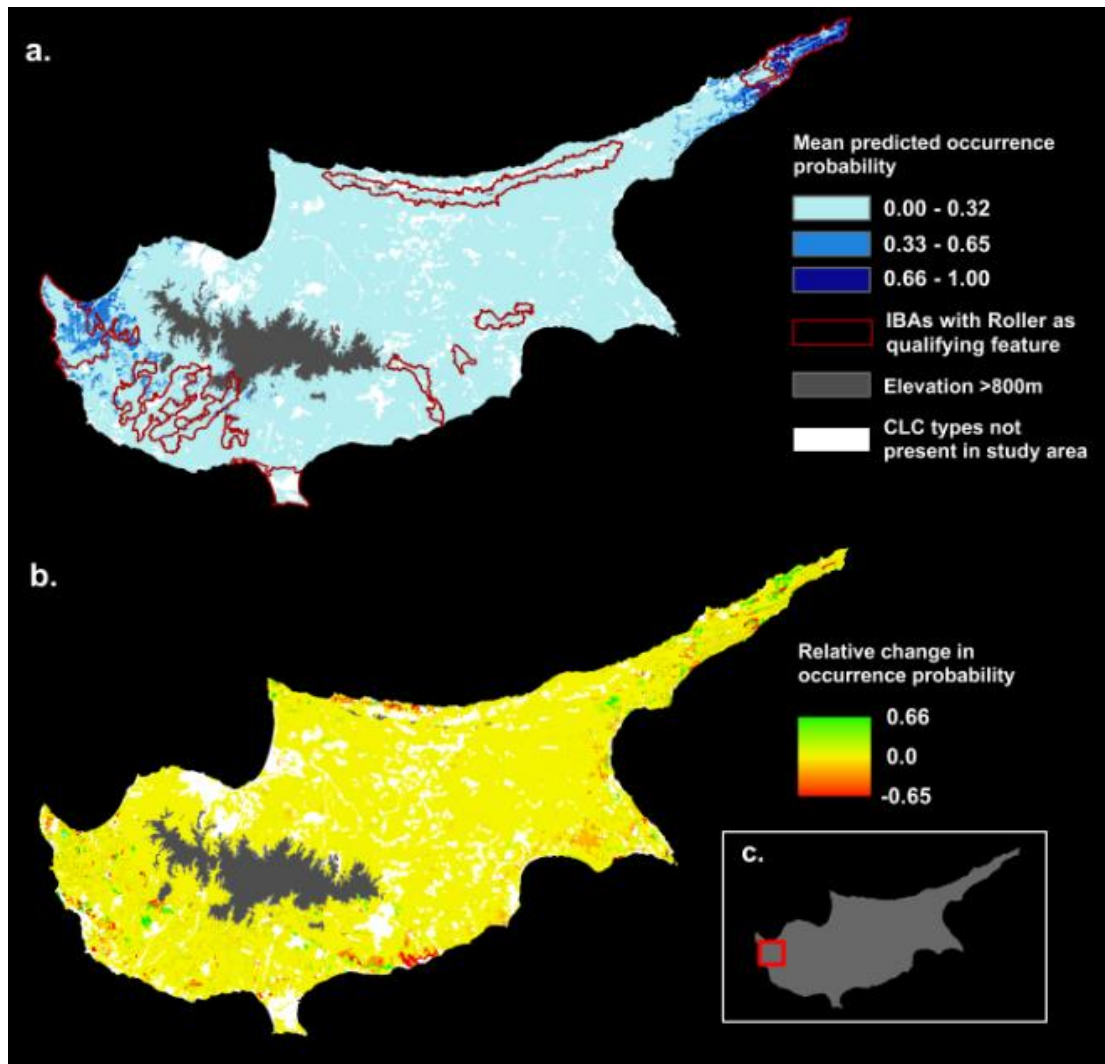 a.
Mean predicted occurrence
probability
0.00 - 0.32
0.33 - 0.65
0.66 - 1.00
IBAs with Roller as
qualifying feature
Elevation >800m
CLC types not
present in study area
b.
Relative change in
occurrence probability
0.66
0.0
-0.65
c.